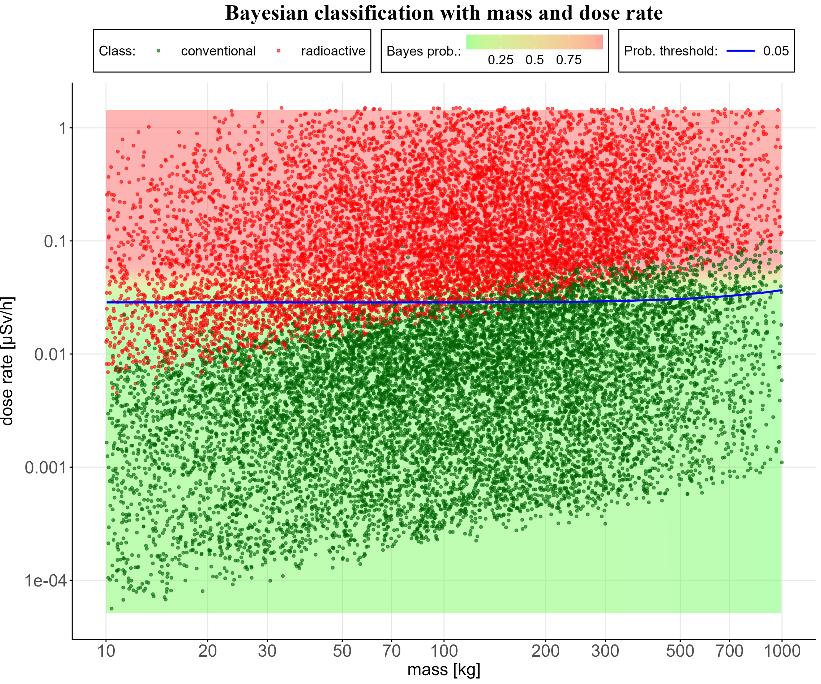 Bayesian classification with mass and dose rate
Class: conventional radioactive
Bayes prob.: 0.25 0.5 0.75
Prob. threshold: 0.05
dose rate [µSv/h]
1
0.1
0.01
0.001
1e-04
10 20 30 50 70 100 200 300 500 700 1000
mass [kg]